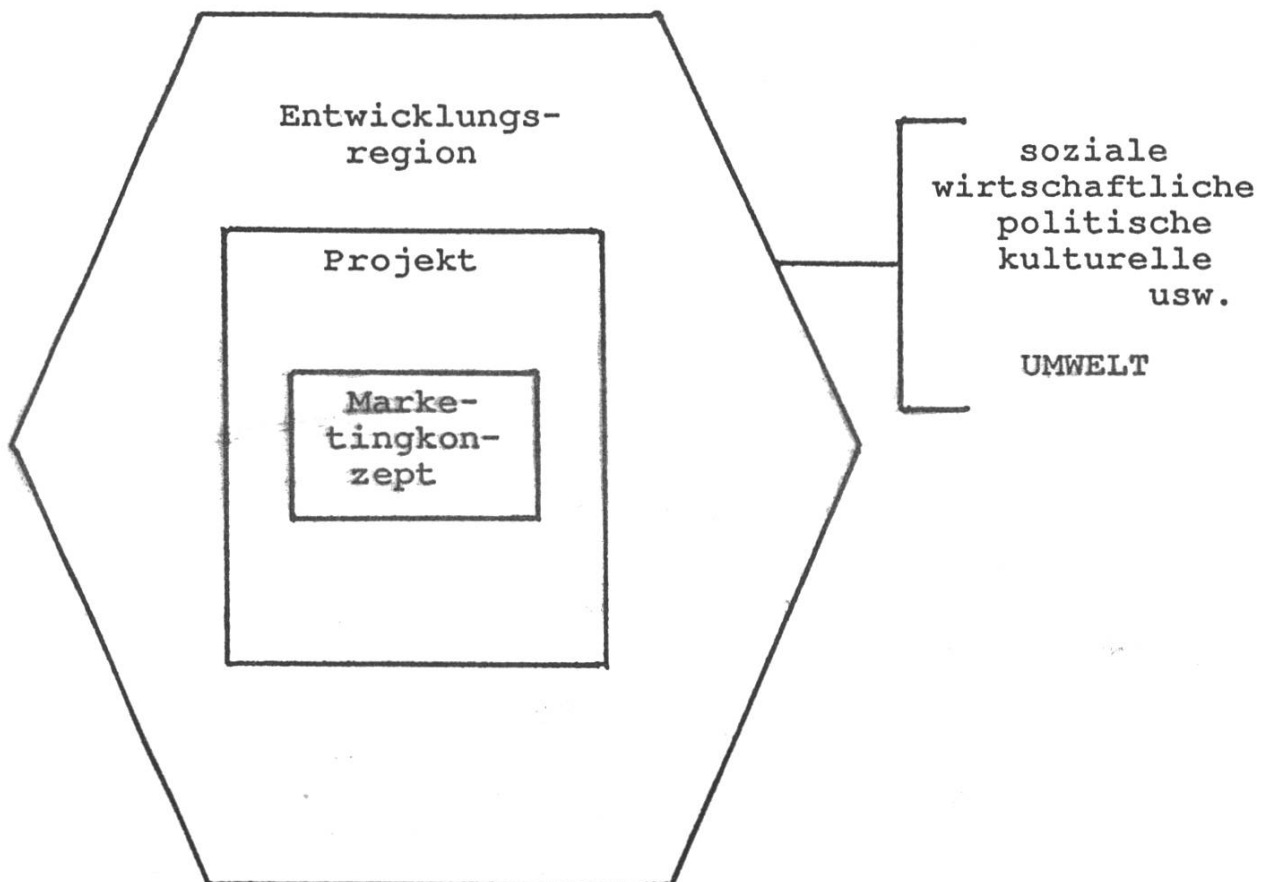 Entwicklungs-
region
Projekt
Marke-
tingkon-
zept
soziale
wirtschaftliche
politische
kulturelle
usw.
UMWELT